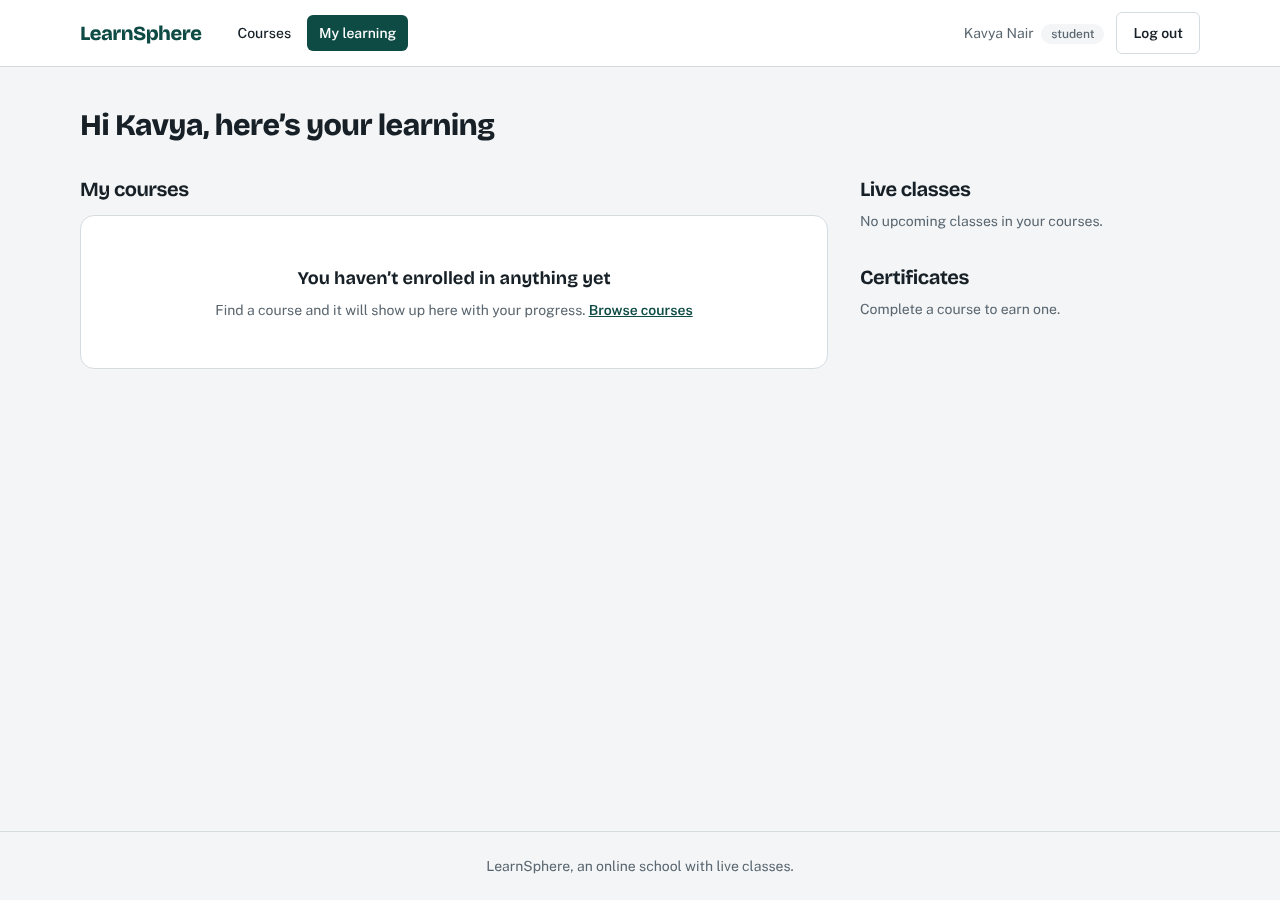 LearnSphere Courses My learning Kavya Nair student Log out
Hi Kavya, here’s your learning
My courses
You haven’t enrolled in anything yet
Find a course and it will show up here with your progress. Browse courses
Live classes
No upcoming classes in your courses.
Certificates
Complete a course to earn one.
LearnSphere, an online school with live classes.